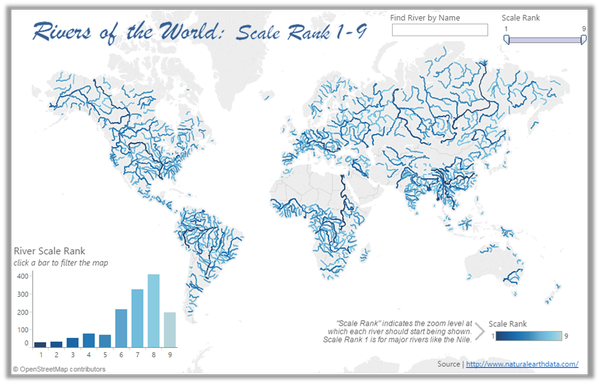 Rivers of the World: Scale Rank 1-9
Find River by Name
Scale Rank
1 9
River Scale Rank
click a bar to filter the map
400
300
200
100
0
1 2 3 4 5 6 7 8 9
"Scale Rank" indicates the zoom level at
which each river should start being shown.
Scale Rank 1 is for major rivers like the Nile.
Scale Rank
1 9
Source | http://www.naturalearthdata.com/
© OpenStreetMap contributors